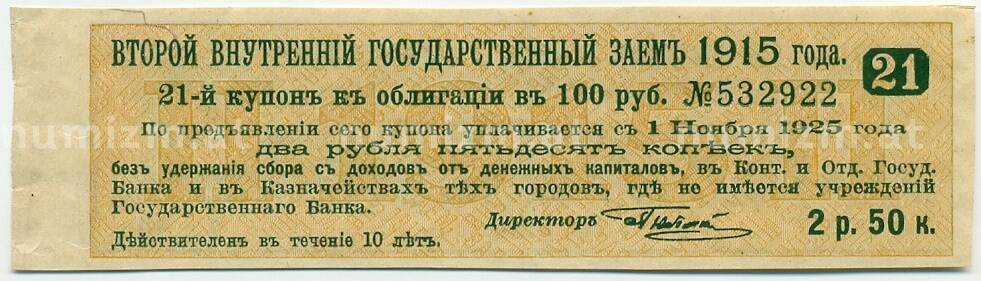 ВТОРОЙ ВНУТРЕННІЙ ГОСУДАРСТВЕННЫЙ ЗАЕМЪ 1915 года.
21
21-й купонъ къ облигаціи въ 100 руб. №532922
По предъявленіи сего купона уплачивается съ 1 Ноября 1925 года
два рубля пятьдесятъ копѣекъ,
безъ удержанія сбора съ доходовъ отъ денежныхъ капиталовъ, въ Конт. и Отд. Госуд.
Банка и въ Казначействахъ тѣхъ городовъ, гдѣ не имѣется учрежденій
Государственнаго Банка.
Директоръ
2 р. 50 к.
Дѣйствителенъ въ теченіе 10 лѣтъ.